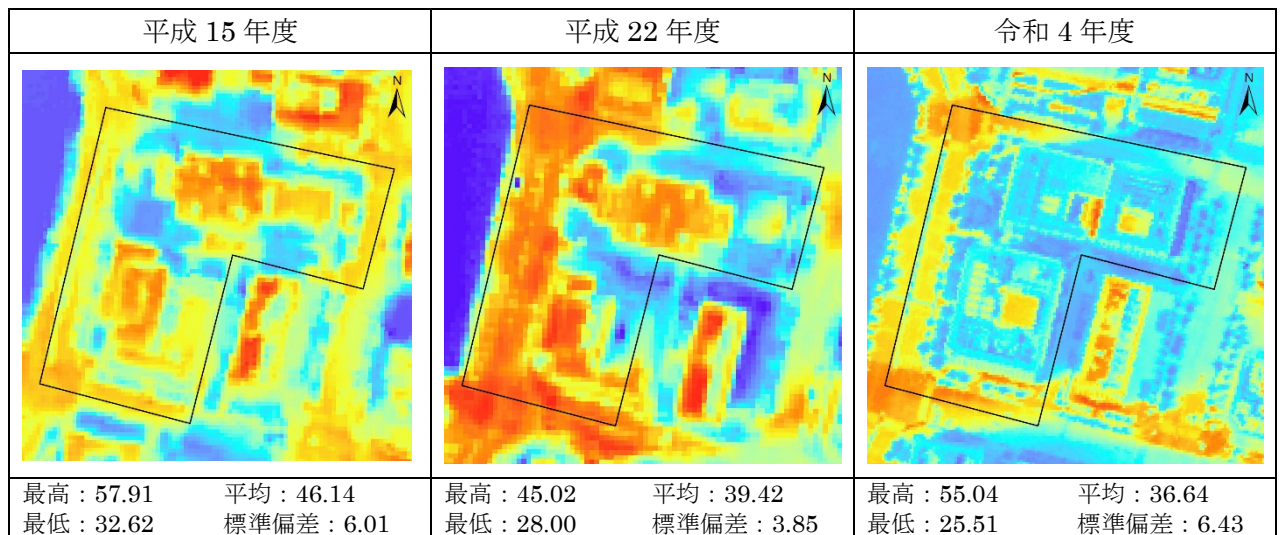 平成 15 年度
平成 22 年度
令和 4 年度
N
N
N
最高：57.91 平均：46.14
最低：32.62 標準偏差：6.01
最高：45.02 平均：39.42
最低：28.00 標準偏差：3.85
最高：55.04 平均：36.64
最低：25.51 標準偏差：6.43